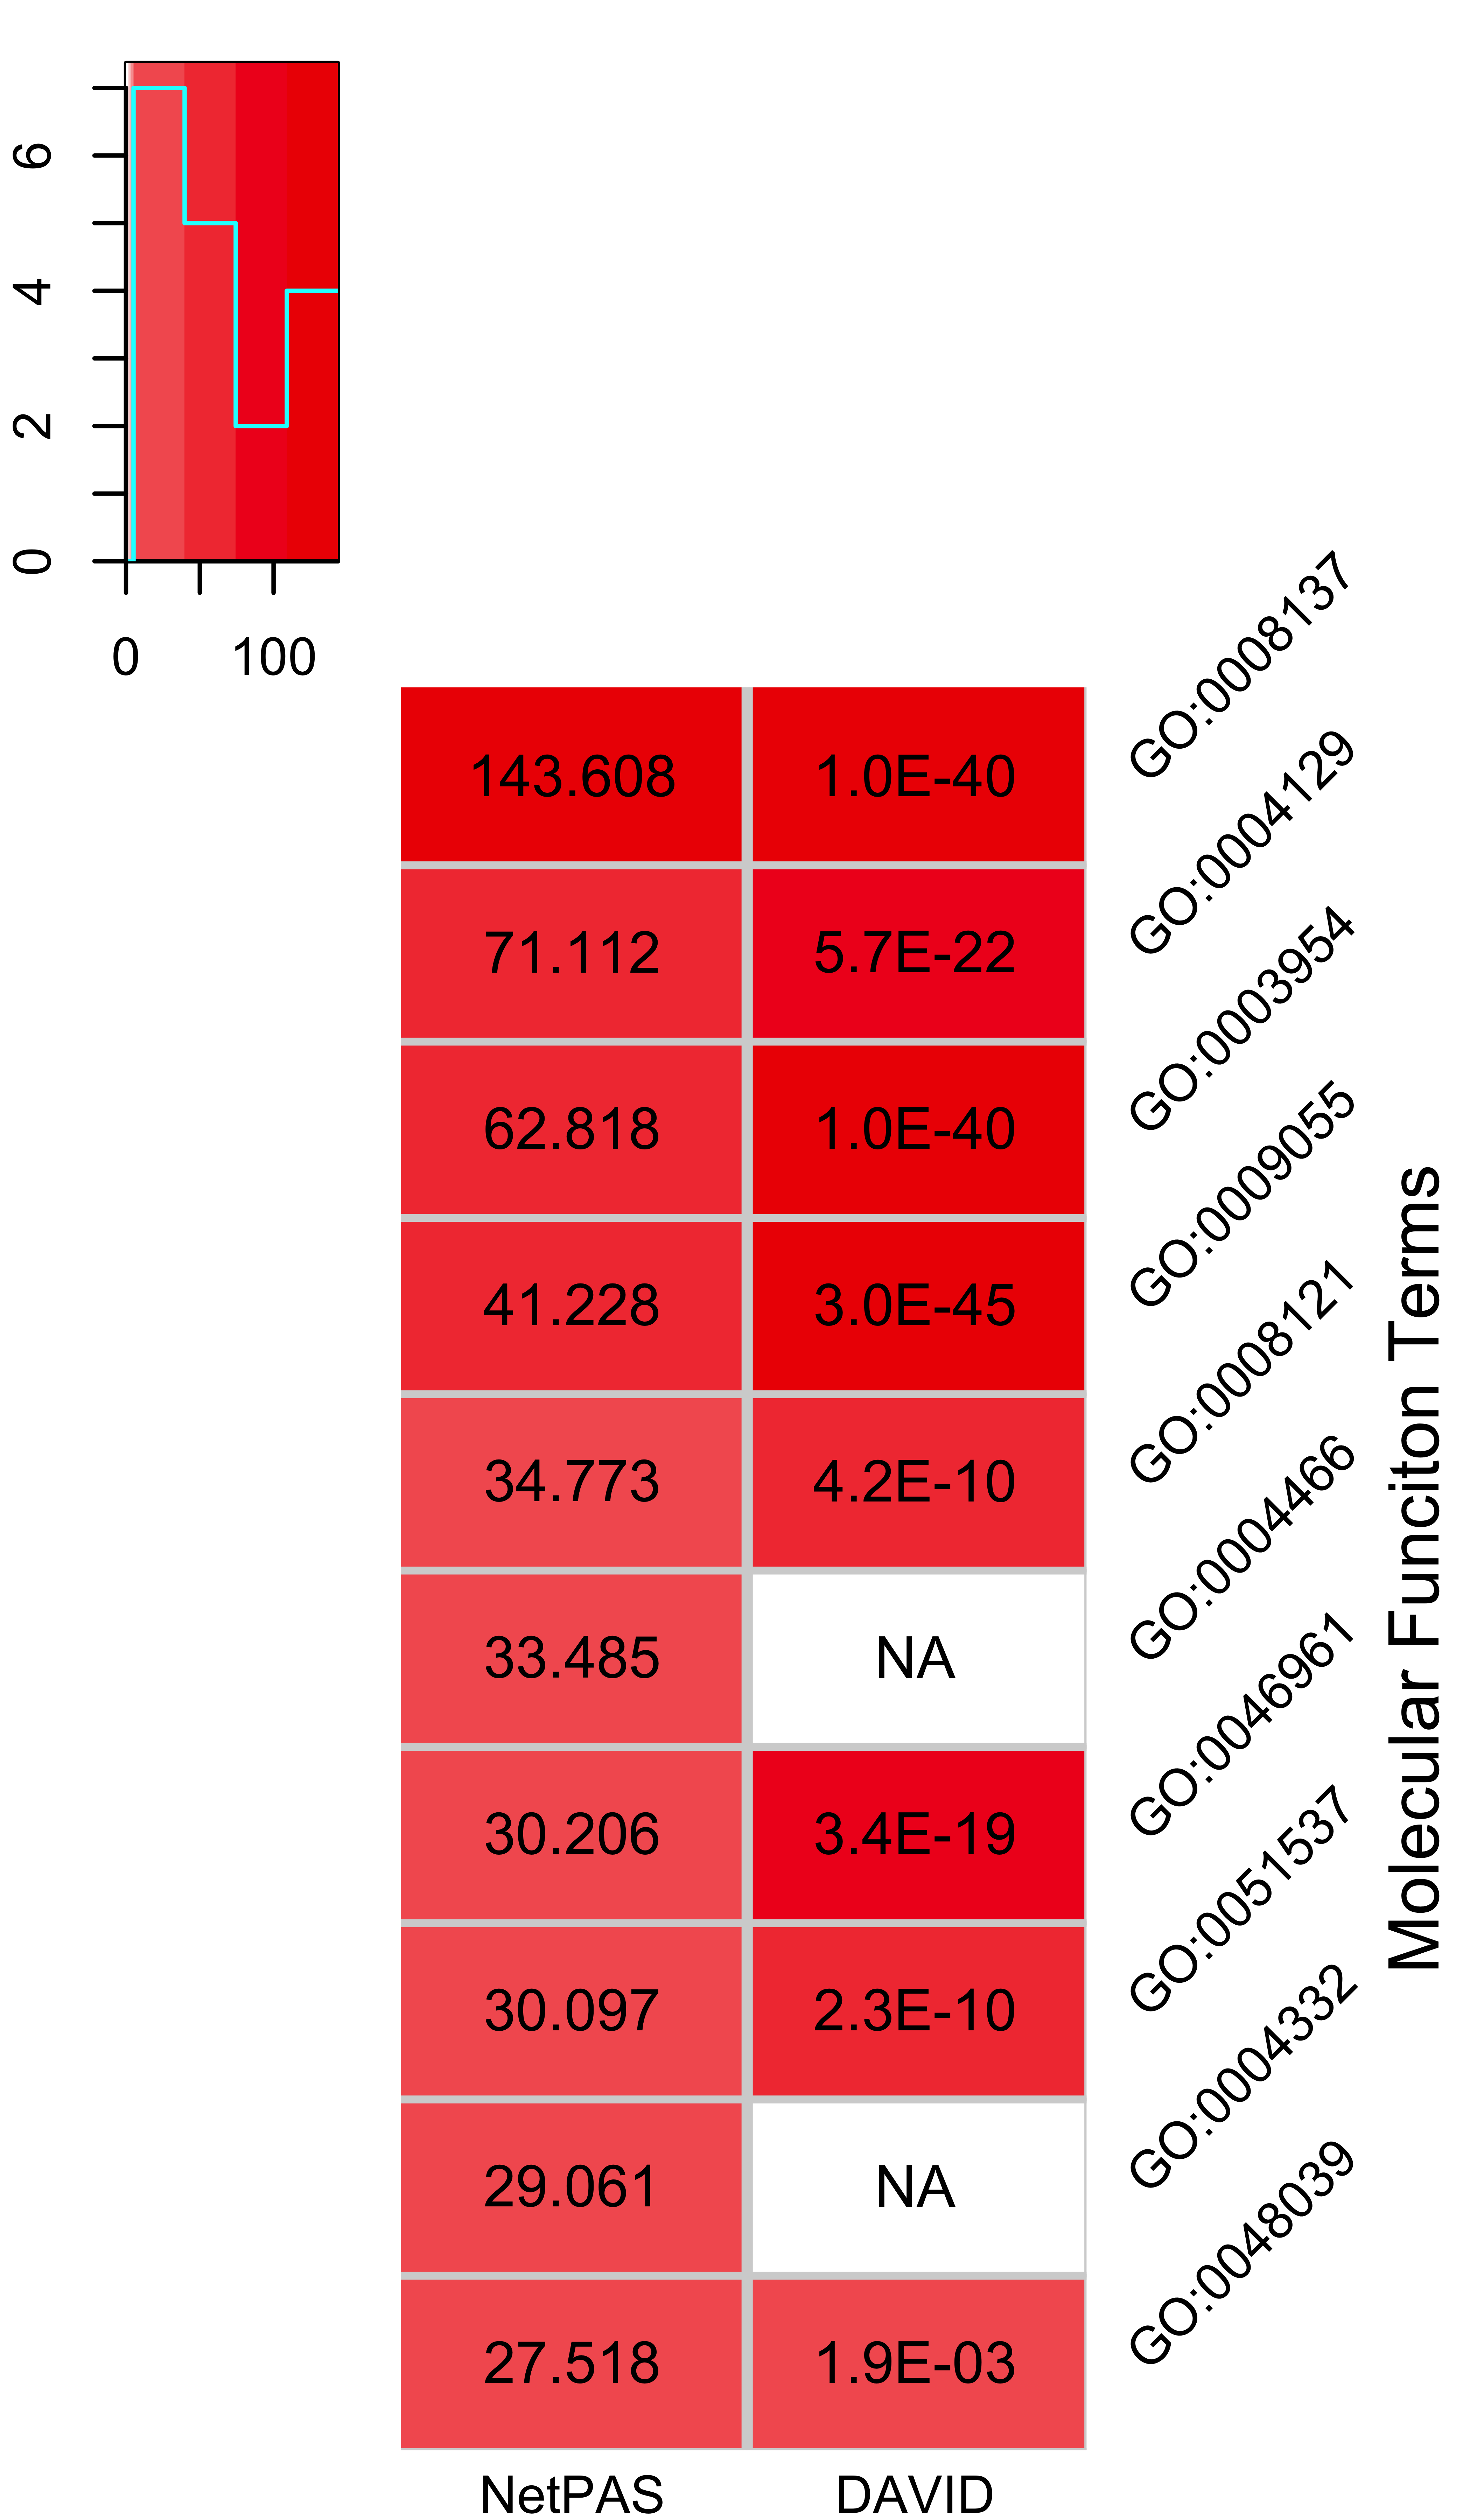 6
4
2
0
0 100
143.608 1.0E-40 GO:0008137
71.112 5.7E-22 GO:0004129
62.818 1.0E-40 GO:0003954
41.228 3.0E-45 GO:0009055
34.773 4.2E-10 GO:0008121
33.485 NA GO:0004466
30.206 3.4E-19 GO:0046961
30.097 2.3E-10 GO:0051537
29.061 NA GO:0004332
27.518 1.9E-03 GO:0048039
NetPAS DAVID
Molecular Funciton Terms